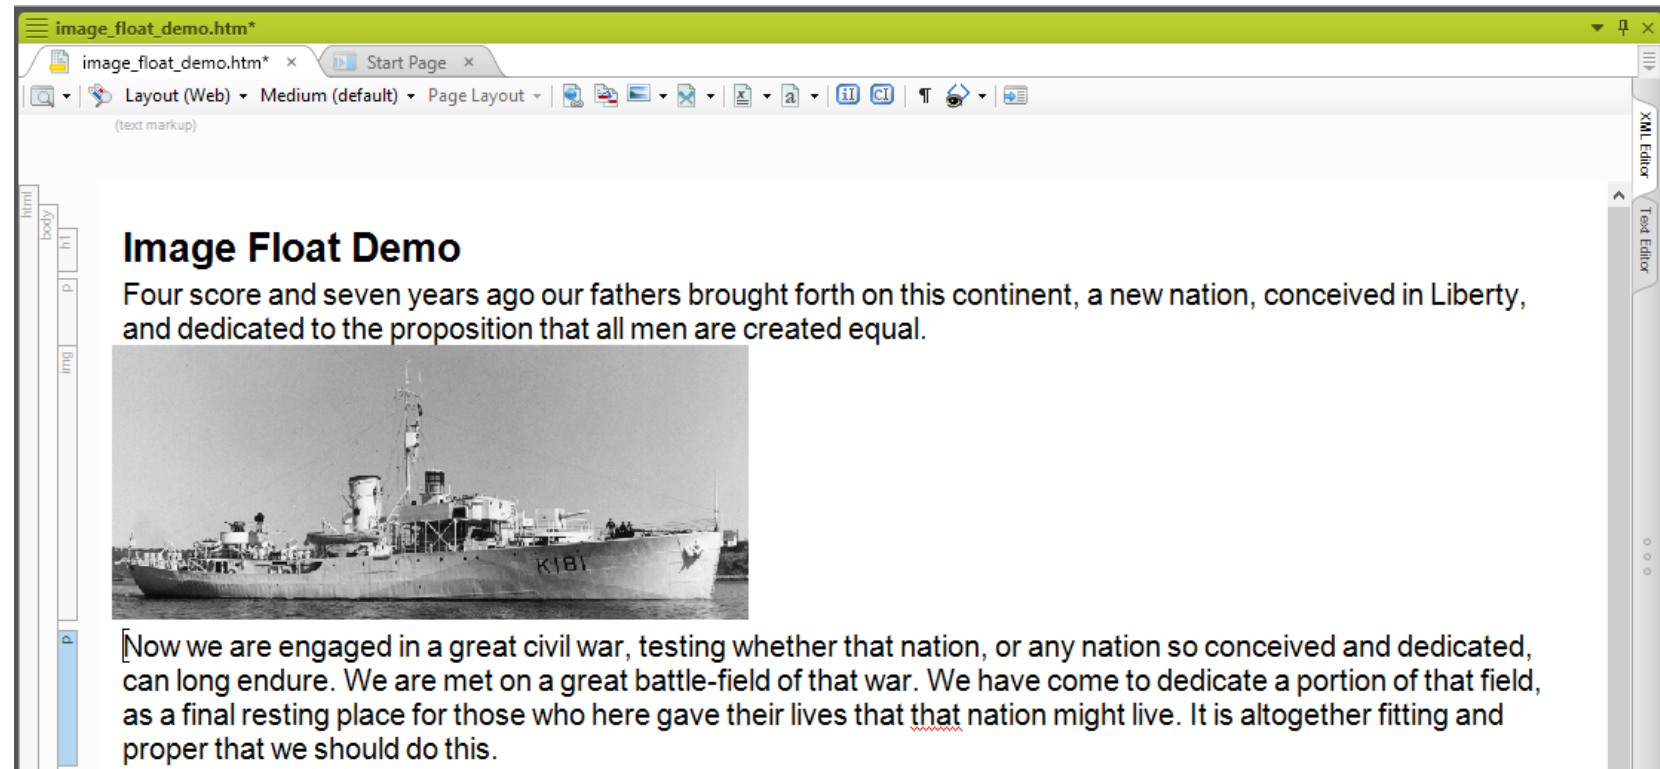 image_float_demo.htm*
image_float_demo.htm* × Start Page ×
Layout (Web) Medium (default) Page Layout x a iI CI ¶
(text markup)
XML Editor
Text Editor
html
body
h1
p
img
p
Image Float Demo
Four score and seven years ago our fathers brought forth on this continent, a new nation, conceived in Liberty,
and dedicated to the proposition that all men are created equal.
K181
Now we are engaged in a great civil war, testing whether that nation, or any nation so conceived and dedicated,
can long endure. We are met on a great battle-field of that war. We have come to dedicate a portion of that field,
as a final resting place for those who here gave their lives that that nation might live. It is altogether fitting and
proper that we should do this.